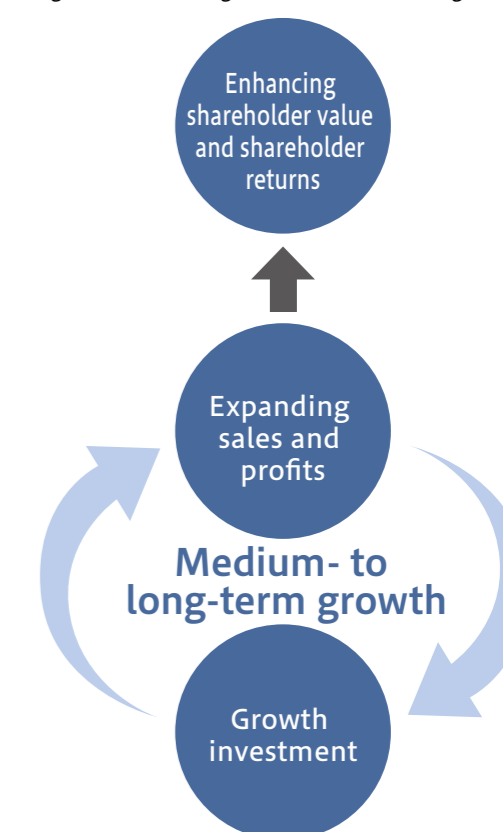 Enhancing
shareholder value
and shareholder
returns
Expanding
sales and
profits
Medium- to
long-term growth
Growth
investment